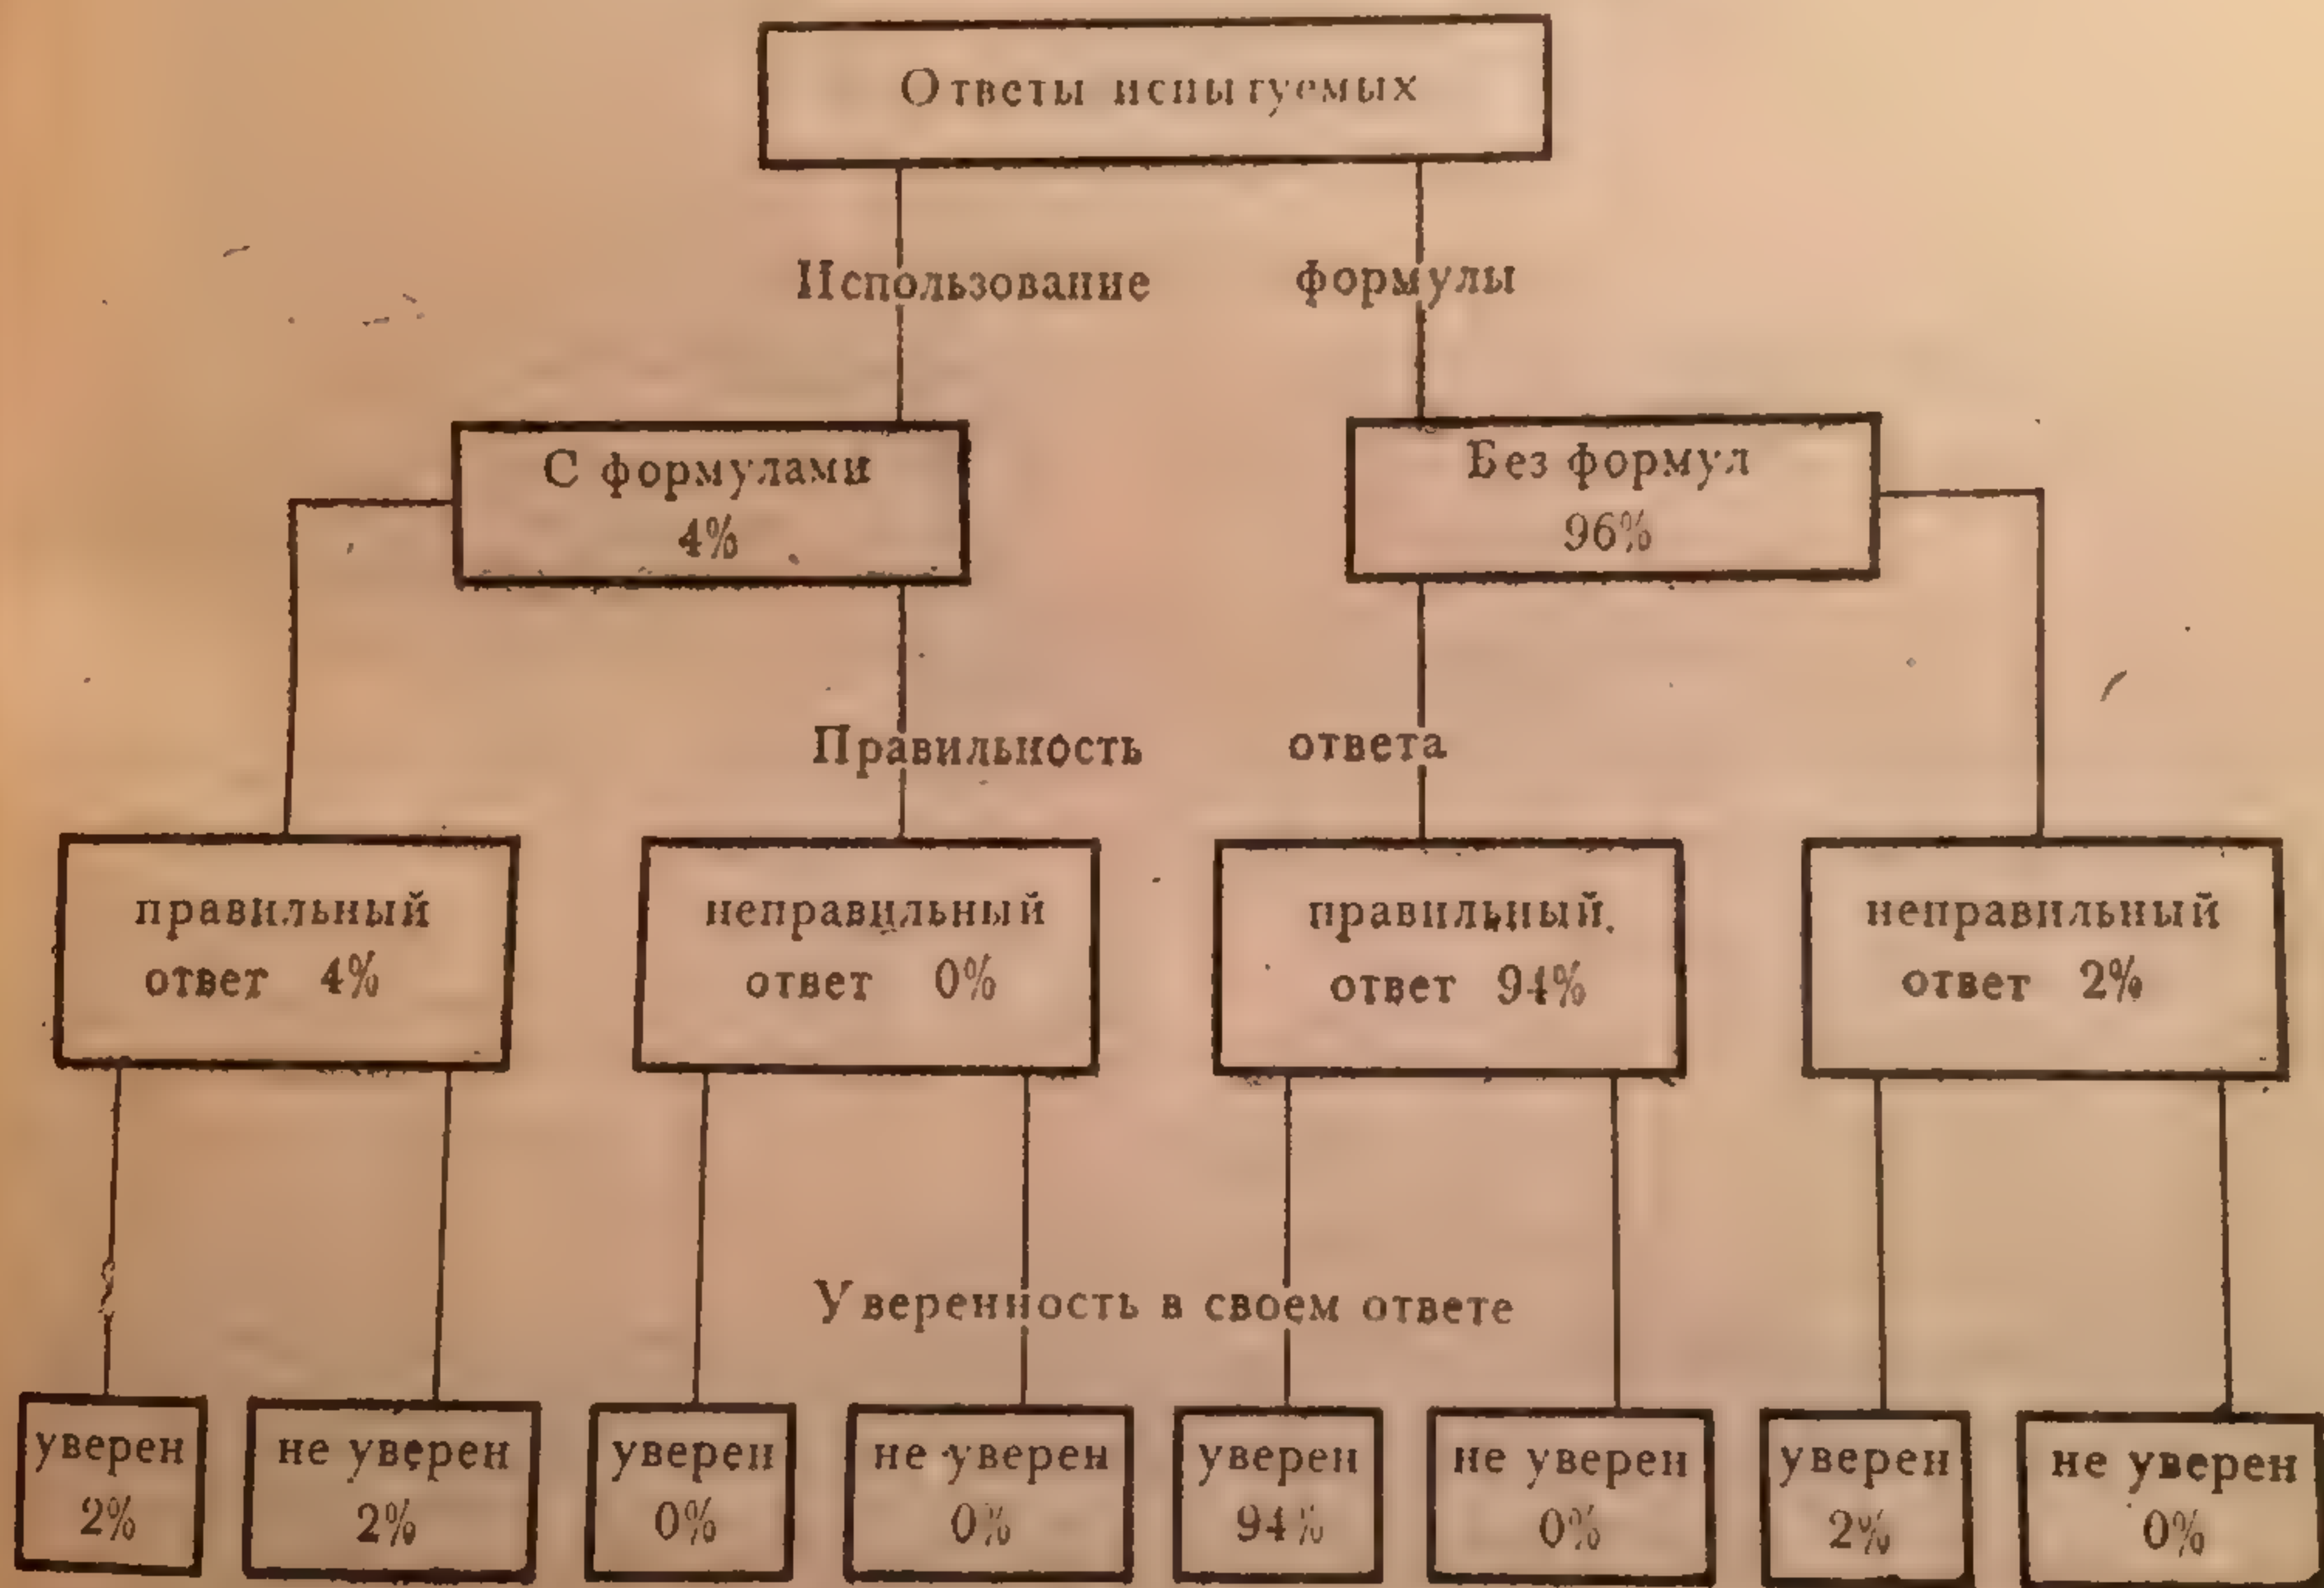 Ответы испытуемых
Использование формулы
С формулами
4%
Без формул
96%
Правильность ответа
правильный
ответ 4%
неправильный
ответ 0%
правильный
ответ 94%
неправильный
ответ 2%
Уверенность в своем ответе
уверен
2%
не уверен
2%
уверен
0%
не уверен
0%
уверен
94%
не уверен
0%
уверен
2%
не уверен
0%